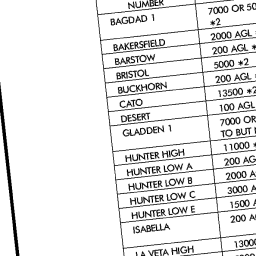 NUMBER
BAGDAD 1 7000 OR 50
*2
BAKERSFIELD 2000 AGL
BARSTOW 200 AGL *
BRISTOL 5000 *2
BUCKHORN 200 AGL
CATO 13500 *2
DESERT 100 AGL
GLADDEN 1 7000 OR
TO BUT
HUNTER HIGH 11000 *
HUNTER LOW A 200 AG
HUNTER LOW B 2000 A
HUNTER LOW C 3000 A
HUNTER LOW E 1500
ISABELLA 200 A
LA VETA HIGH 1300